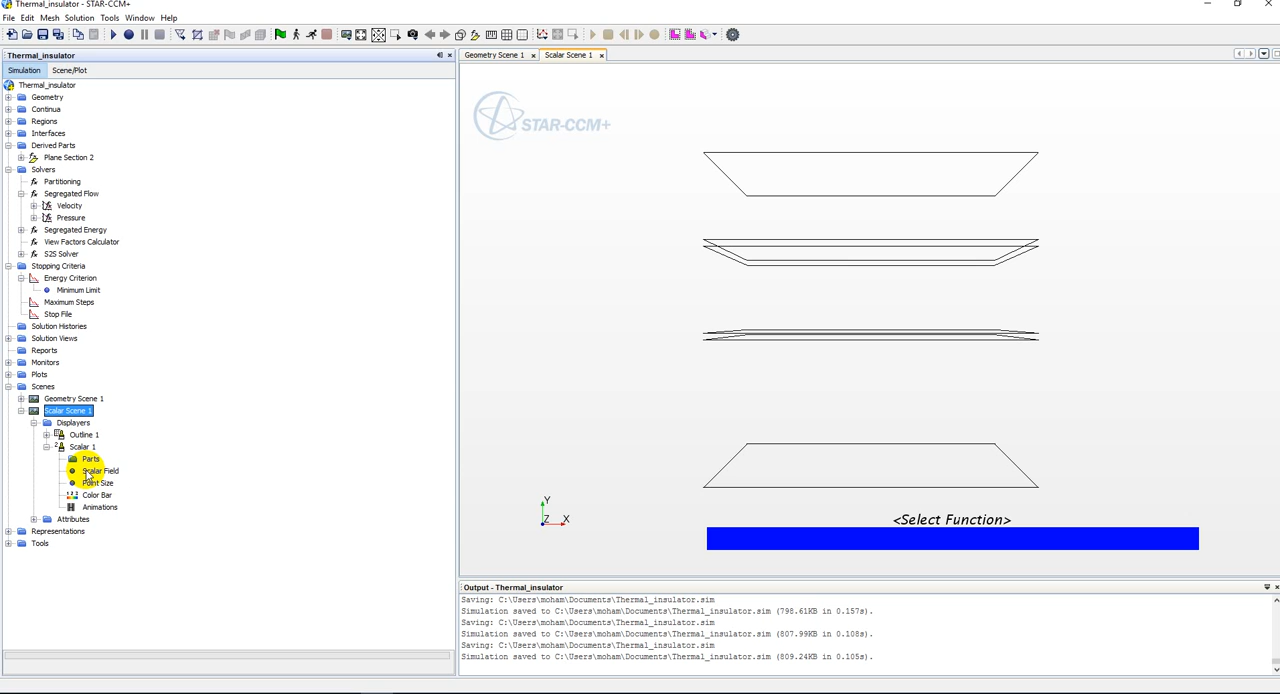 Thermal_insulator - STAR-CCM+
File Edit Mesh Solution Tools Window Help
Thermal_insulator
Simulation Scene/Plot
Thermal_insulator
Geometry
Continua
Regions
Interfaces
Derived Parts
Plane Section 2
Solvers
Partitioning
Segregated Flow
Velocity
Pressure
Segregated Energy
View Factors Calculator
S2S Solver
Stopping Criteria
Energy Criterion
Minimum Limit
Maximum Steps
Stop File
Solution Histories
Solution Views
Reports
Monitors
Plots
Scenes
Geometry Scene 1
Scalar Scene 1
Displayers
Outline 1
Scalar 1
Parts
Scalar Field
Point Size
Color Bar
Animations
Attributes
Representations
Tools
Geometry Scene 1 Scalar Scene 1
STAR-CCM+
Y
Z X
<Select Function>
Output - Thermal_insulator
Saving: C:\Users\moham\Documents\Thermal_insulator.sim
Simulation saved to C:\Users\moham\Documents\Thermal_insulator.sim (798.61KB in 0.157s).
Saving: C:\Users\moham\Documents\Thermal_insulator.sim
Simulation saved to C:\Users\moham\Documents\Thermal_insulator.sim (807.99KB in 0.108s).
Saving: C:\Users\moham\Documents\Thermal_insulator.sim
Simulation saved to C:\Users\moham\Documents\Thermal_insulator.sim (809.24KB in 0.105s).